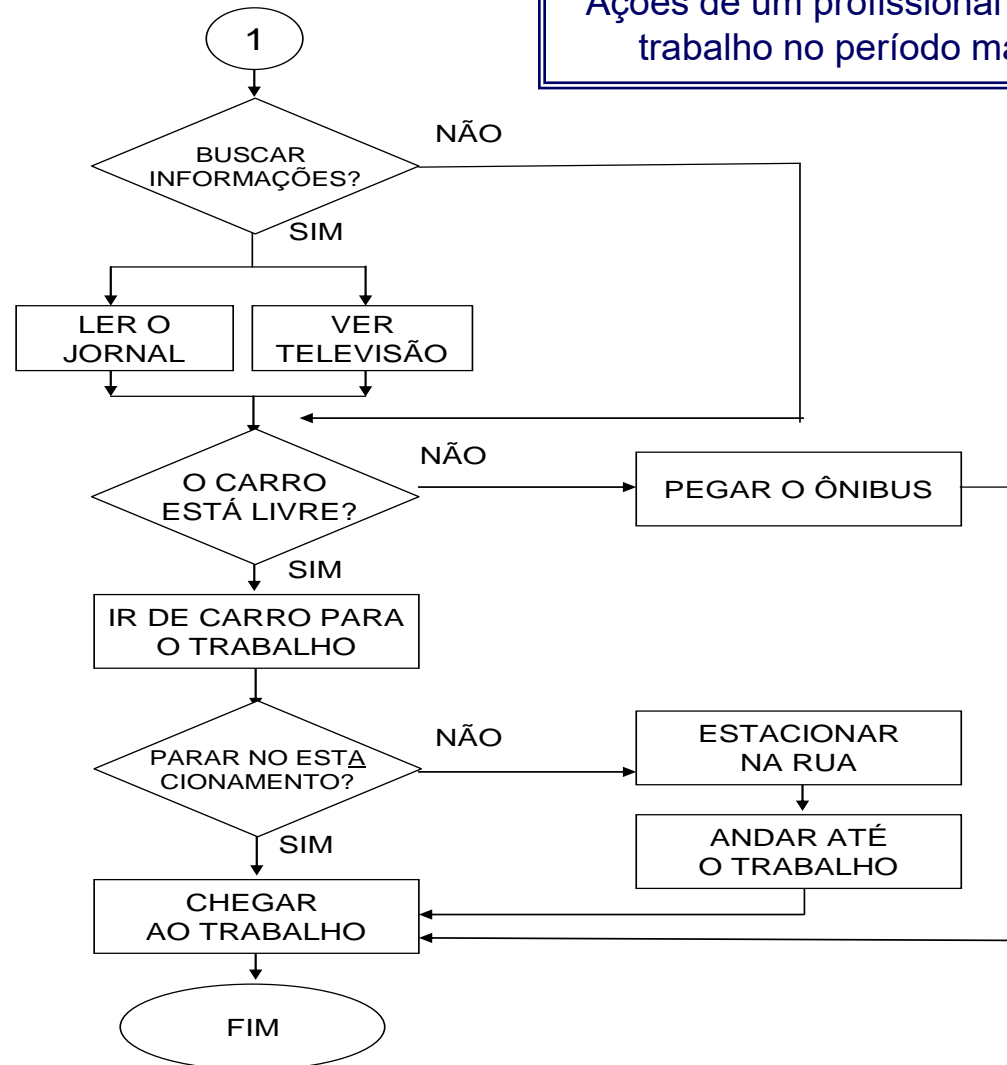 Ações de um profissional
trabalho no período
1
BUSCAR
INFORMAÇÕES?
NÃO
SIM
LER O
JORNAL
VER
TELEVISÃO
O CARRO
ESTÁ LIVRE?
NÃO
PEGAR O ÔNIBUS
SIM
IR DE CARRO PARA
O TRABALHO
PARAR NO ESTA
CIONAMENTO?
NÃO
ESTACIONAR
NA RUA
SIM
ANDAR ATÉ
O TRABALHO
CHEGAR
AO TRABALHO
FIM